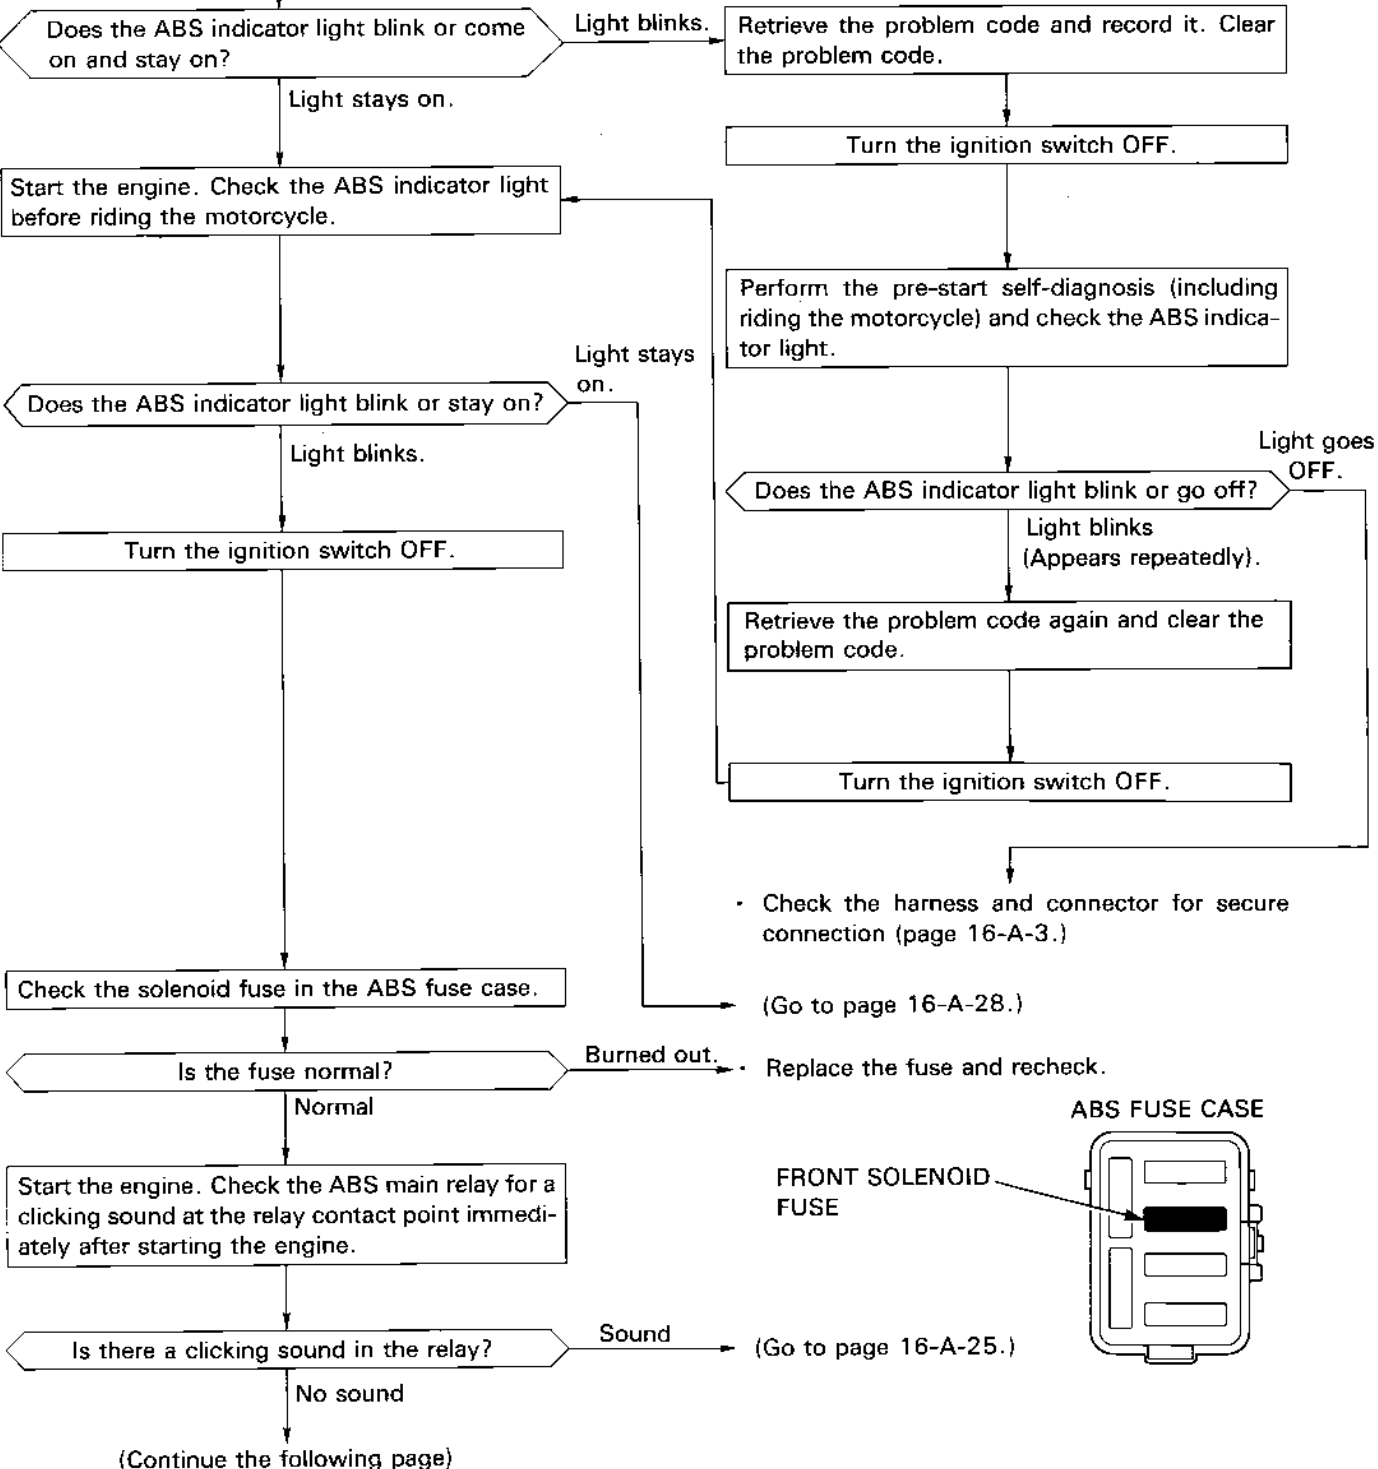 Does the ABS indicator light blink or come
on and stay on?
Light blinks.
Retrieve the problem code and record it. Clear
the problem code.
Light stays on.
Turn the ignition switch OFF.
Start the engine. Check the ABS indicator light
before riding the motorcycle.
Perform the pre-start self-diagnosis (including
riding the motorcycle) and check the ABS indica-
tor light.
Light stays
on.
Does the ABS indicator light blink or stay on?
Light blinks.
Light goes
OFF.
Does the ABS indicator light blink or go off?
Light blinks
(Appears repeatedly).
Turn the ignition switch OFF.
Retrieve the problem code again and clear the
problem code.
Turn the ignition switch OFF.
· Check the harness and connector for secure
connection (page 16-A-3.)
Check the solenoid fuse in the ABS fuse case.
(Go to page 16-A-28.)
Is the fuse normal?
Burned out.
· Replace the fuse and recheck.
Normal
ABS FUSE CASE
FRONT SOLENOID
FUSE
Start the engine. Check the ABS main relay for a
clicking sound at the relay contact point immedi-
ately after starting the engine.
Is there a clicking sound in the relay?
Sound
(Go to page 16-A-25.)
No sound
(Continue the following page)